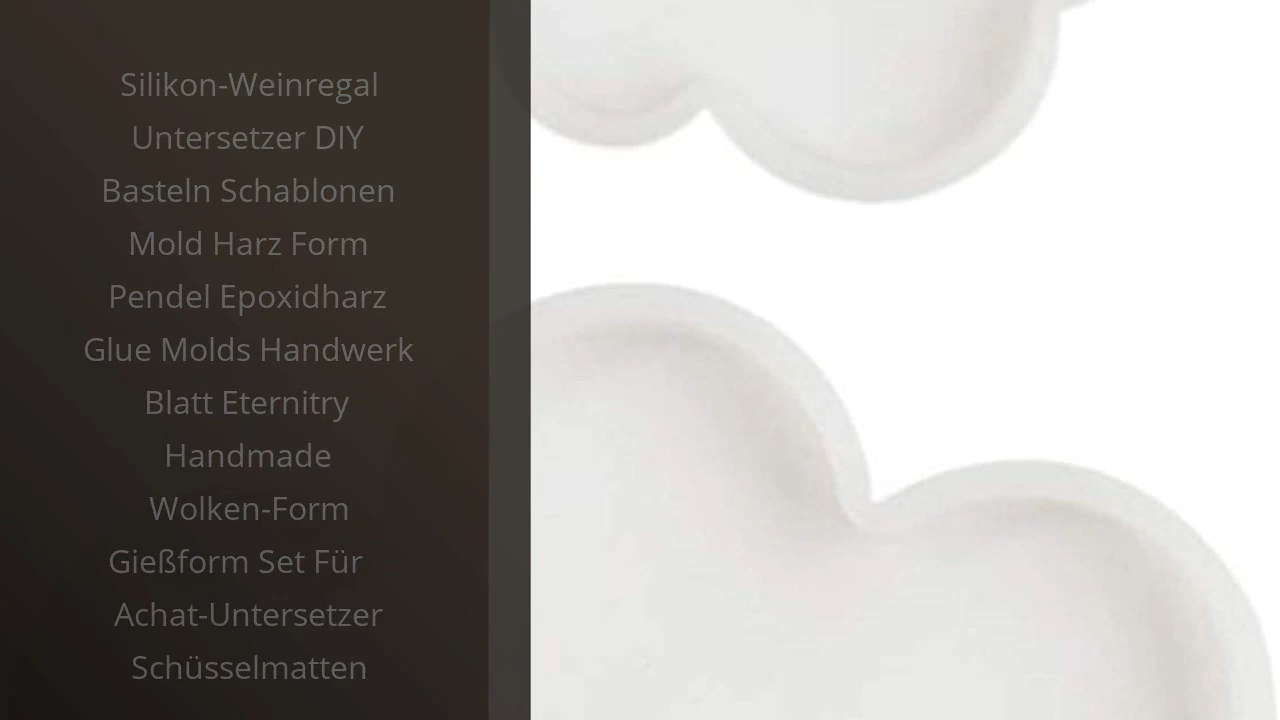 Silikon-Weinregal
Untersetzer DIY
Basteln Schablonen
Mold Harz Form
Pendel Epoxidharz
Glue Molds Handwerk
Blatt Eternitry
Handmade
Wolken-Form
Gießform Set Für
Achat-Untersetzer
Schüsselmatten